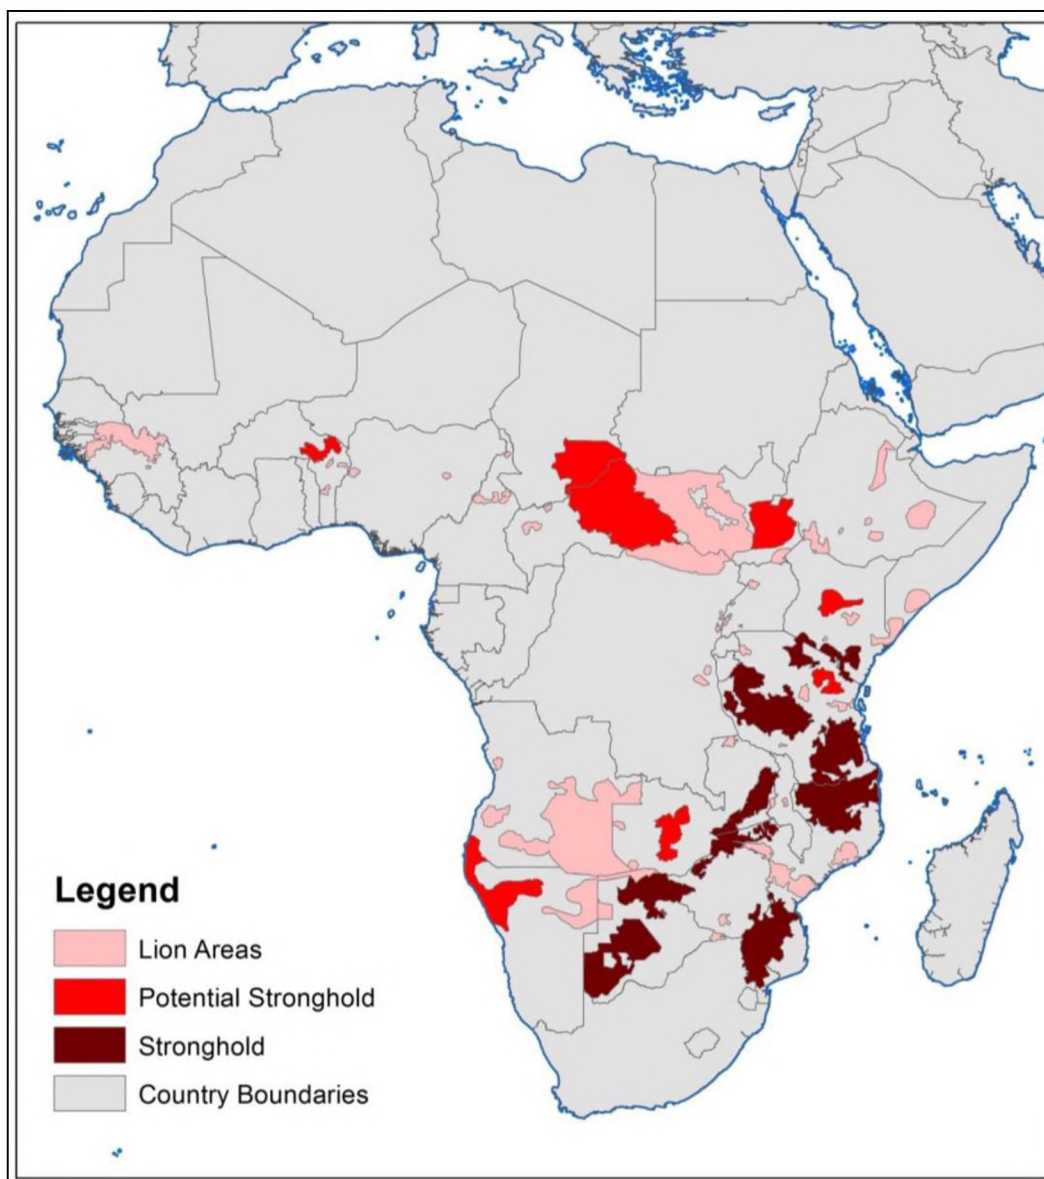 Legend
Lion Areas
Potential Stronghold
Stronghold
Country Boundaries